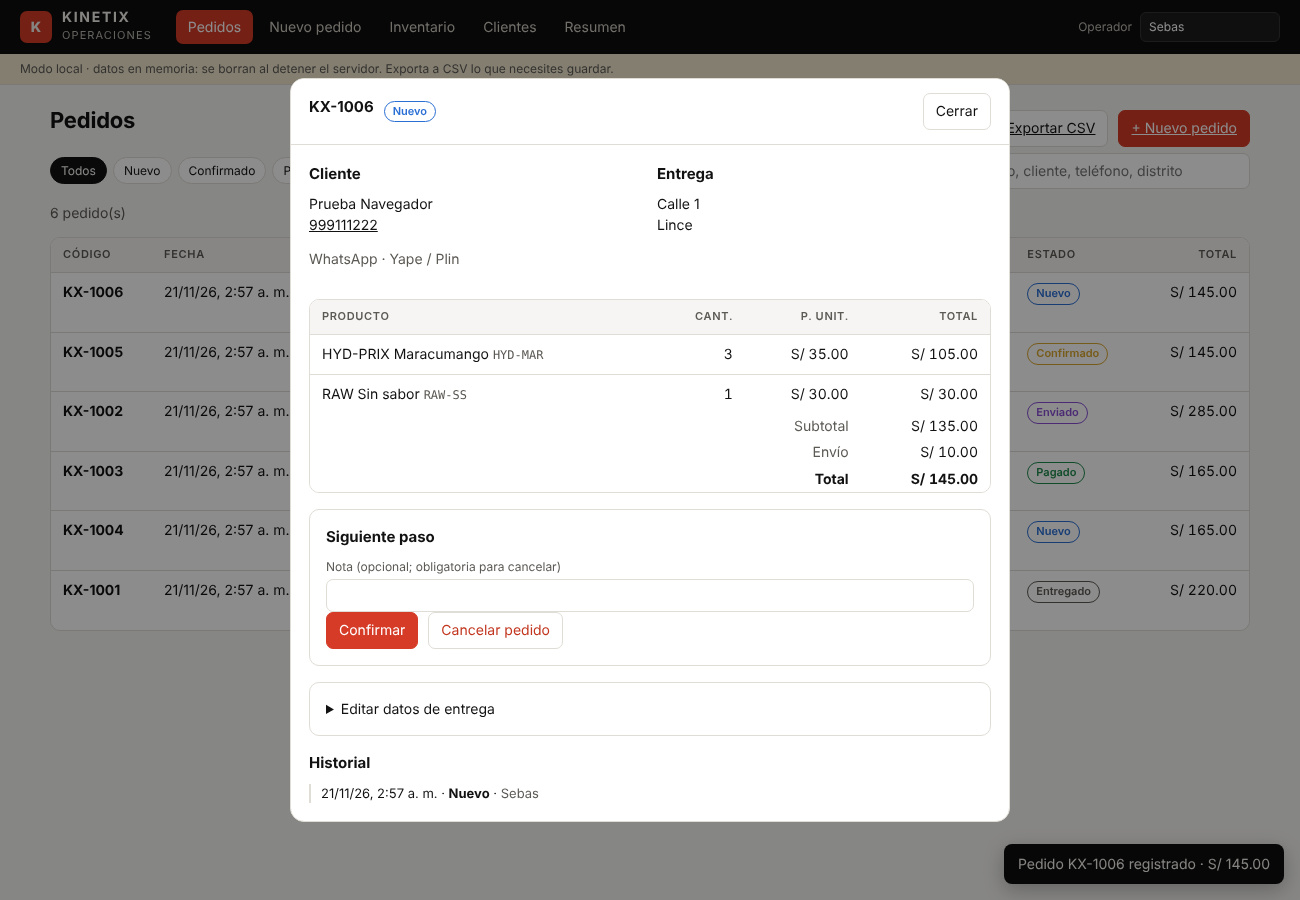 K
KINETIX
OPERACIONES
Pedidos
Nuevo pedido
Inventario
Clientes
Resumen
Operador
Sebas
Modo local · datos en memoria: se borran al detener el servidor. Exporta a CSV lo que necesites guardar.
Pedidos
Exportar CSV
+ Nuevo pedido
Todos
Nuevo
Confirmado
cliente, teléfono, distrito
6 pedido(s)
CÓDIGO FECHA ESTADO TOTAL
KX-1006 21/11/26, 2:57 a. m. Nuevo S/ 145.00
KX-1005 21/11/26, 2:57 a. m. Confirmado S/ 145.00
KX-1002 21/11/26, 2:57 a. m. Enviado S/ 285.00
KX-1003 21/11/26, 2:57 a. m. Pagado S/ 165.00
KX-1004 21/11/26, 2:57 a. m. Nuevo S/ 165.00
KX-1001 21/11/26, 2:57 a. m. Entregado S/ 220.00
KX-1006 Nuevo
Cerrar
Cliente
Prueba Navegador
999111222
WhatsApp · Yape / Plin
Entrega
Calle 1
Lince
PRODUCTO CANT. P. UNIT. TOTAL
HYD-PRIX Maracumango HYD-MAR 3 S/ 35.00 S/ 105.00
RAW Sin sabor RAW-SS 1 S/ 30.00 S/ 30.00
Subtotal S/ 135.00
Envío S/ 10.00
Total S/ 145.00
Siguiente paso
Nota (opcional; obligatoria para cancelar)
Confirmar
Cancelar pedido
▶ Editar datos de entrega
Historial
21/11/26, 2:57 a. m. · Nuevo · Sebas
Pedido KX-1006 registrado · S/ 145.00